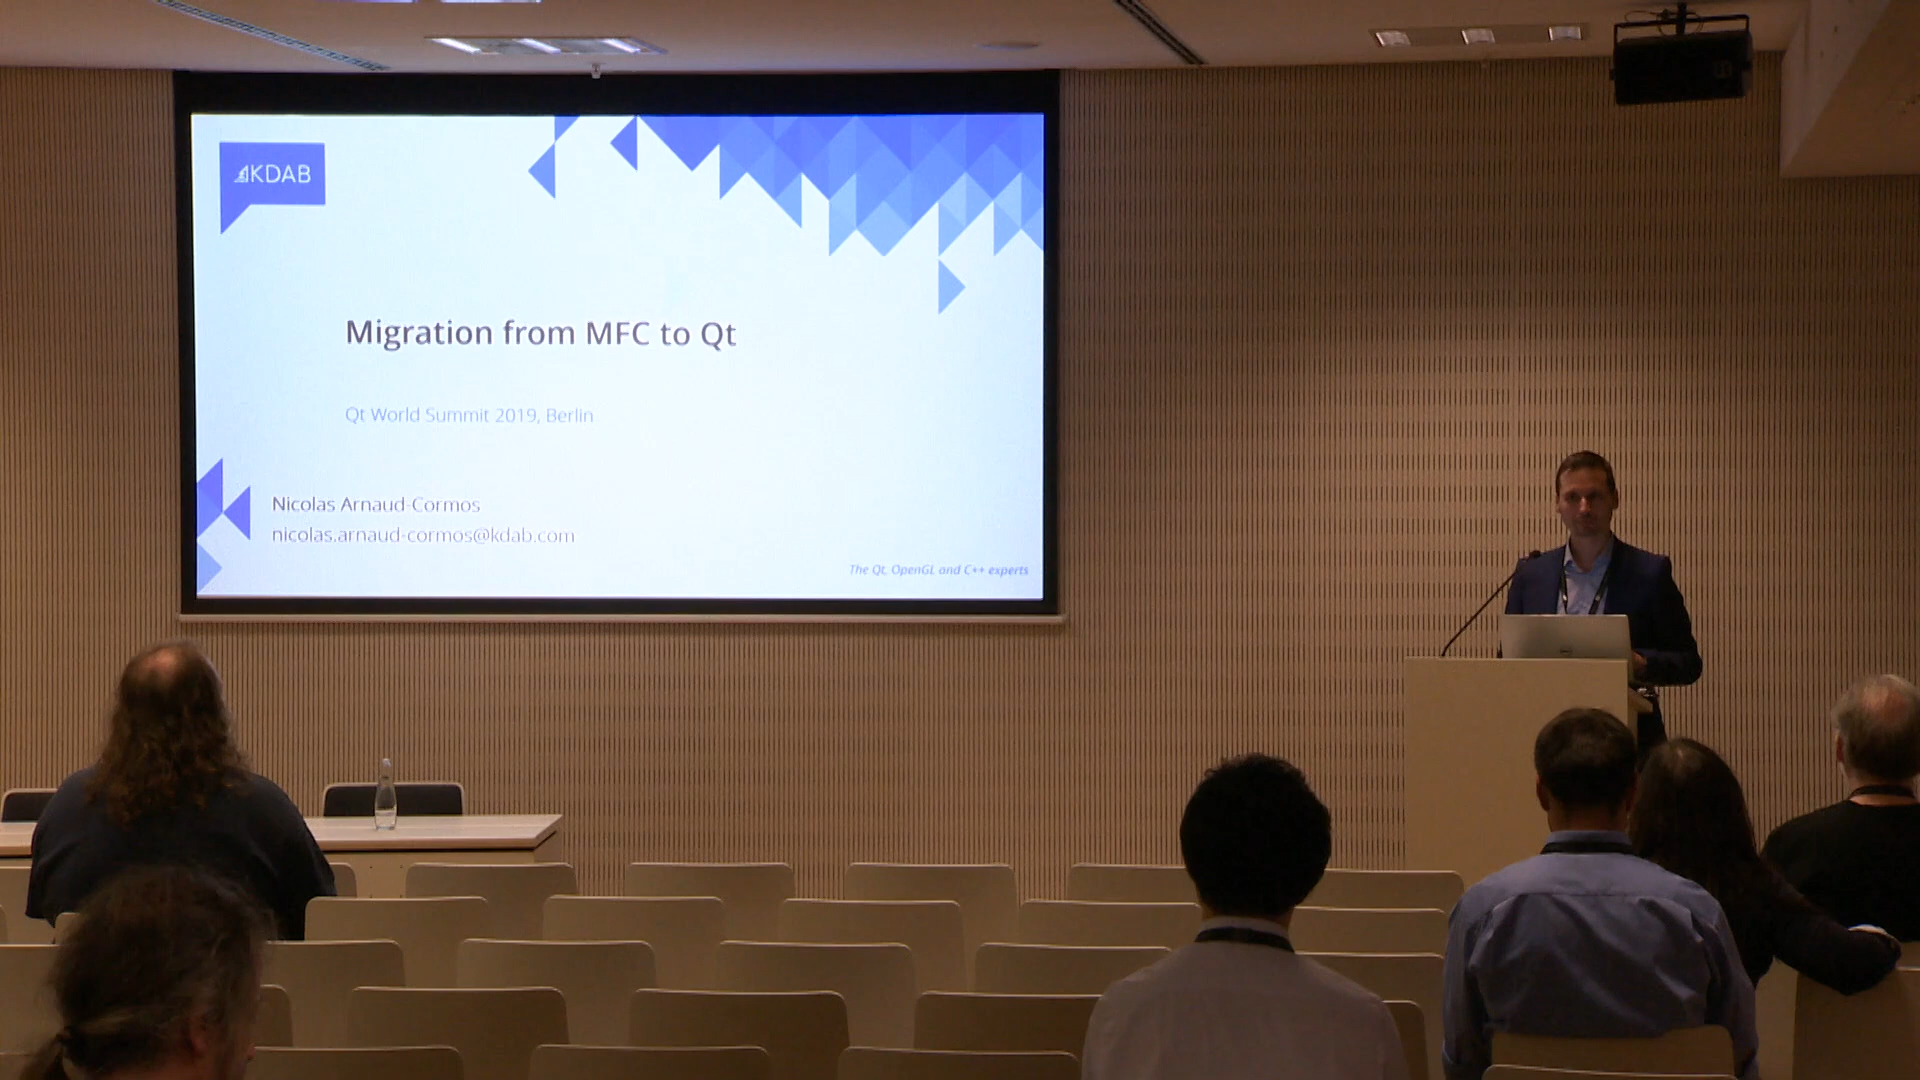 KDAB
Migration from MFC to Qt
Qt World Summit 2019, Berlin
Nicolas Arnaud-Cormos
nicolas.arnaud-cormos@kdab.com
The Qt, OpenGL and C++ experts